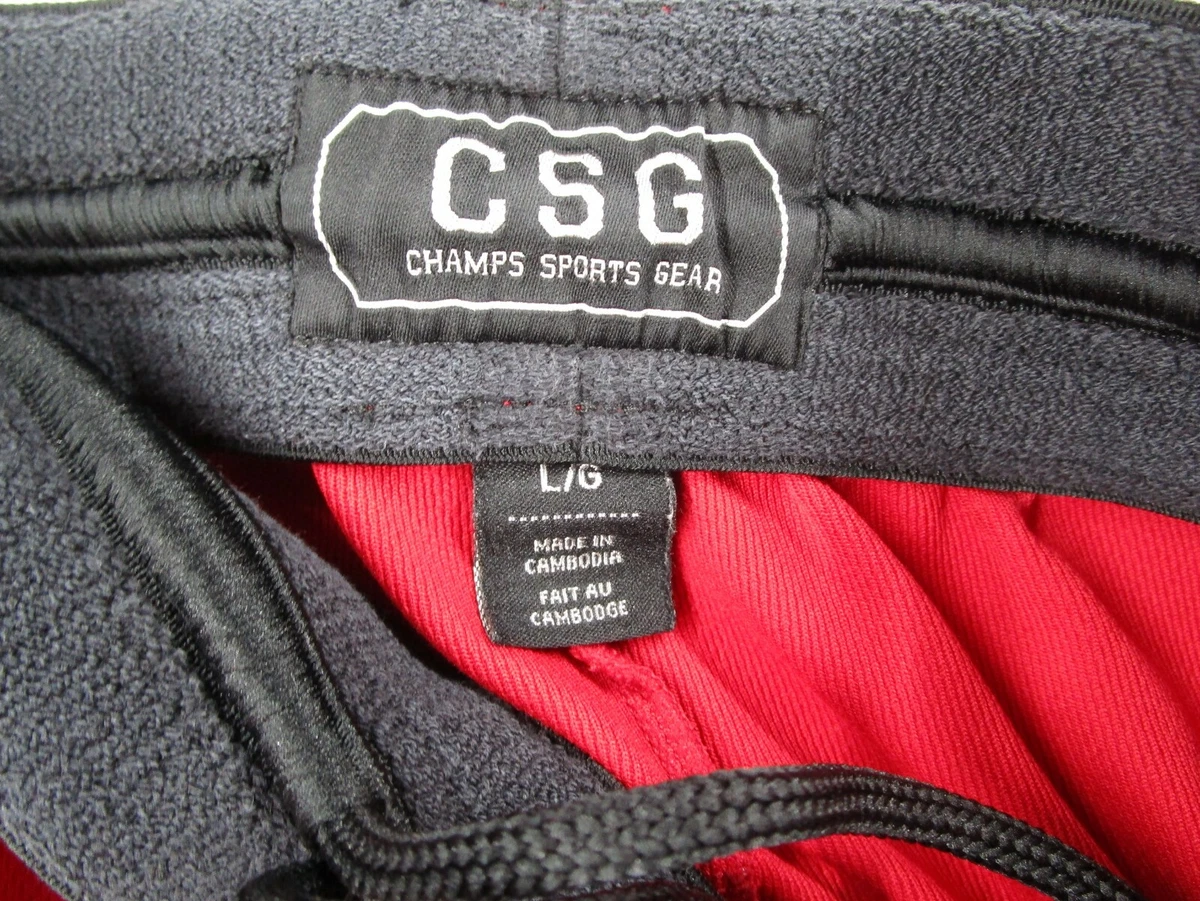 CSG
CHAMPS SPORTS GEAR
L/G
MADE IN
CAMBODIA
FAIT AU
CAMBODGE